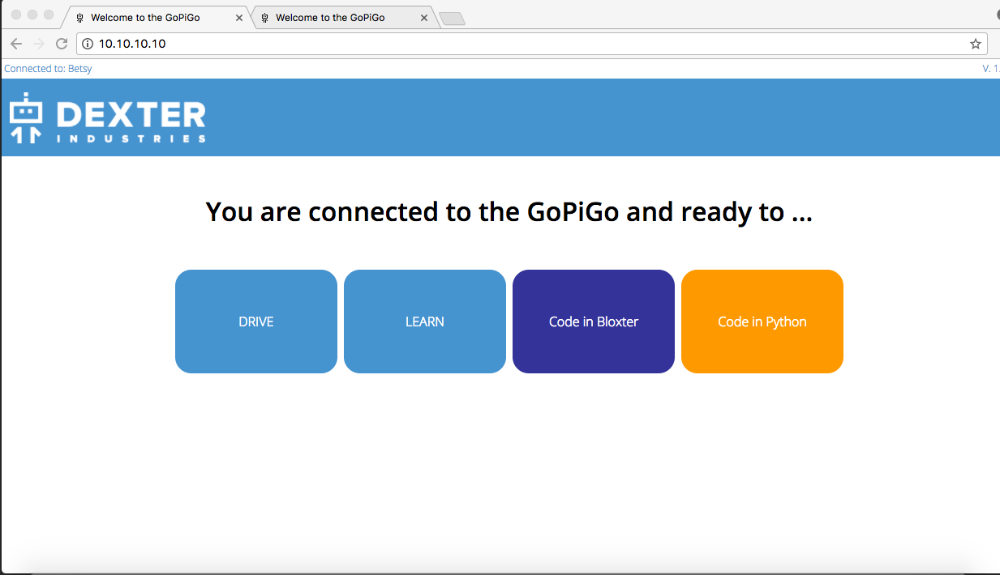 Welcome to the GoPiGo
Welcome to the GoPiGo
10.10.10.10
Connected to: Betsy
V. 1.
DEXTER
INDUSTRIES
You are connected to the GoPiGo and ready to ...
DRIVE
LEARN
Code in Bloxter
Code in Python